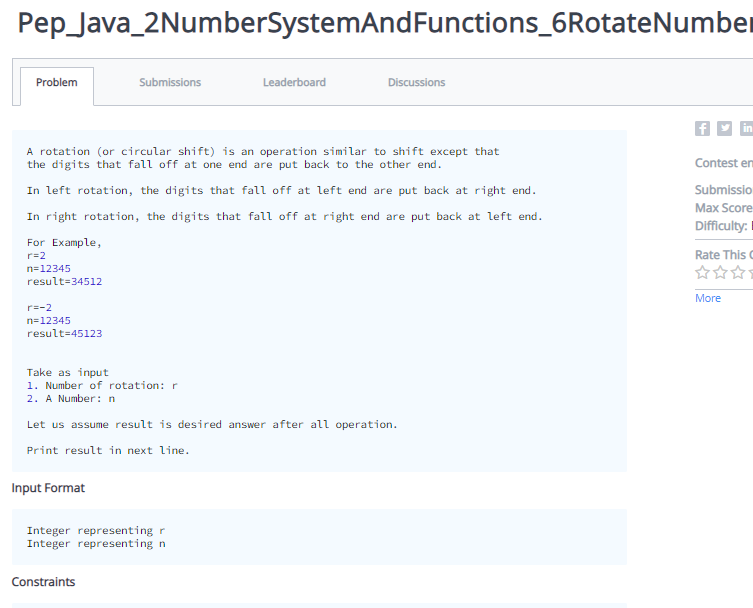 Pep_Java_2NumberSystemAndFunctions_6RotateNumber
Problem
Submissions
Leaderboard
Discussions
A rotation (or circular shift) is an operation similar to shift except that
the digits that fall off at one end are put back to the other end.
In left rotation, the digits that fall off at left end are put back at right end.
In right rotation, the digits that fall off at right end are put back at left end.
For Example,
r=2
n=12345
result=34512
r=-2
n=12345
result=45123
Take as input
1. Number of rotation: r
2. A Number: n
Let us assume result is desired answer after all operation.
Print result in next line.
Input Format
Integer representing r
Integer representing n
Constraints
Contest en
Submissio
Max Score
Difficulty:
Rate This
More